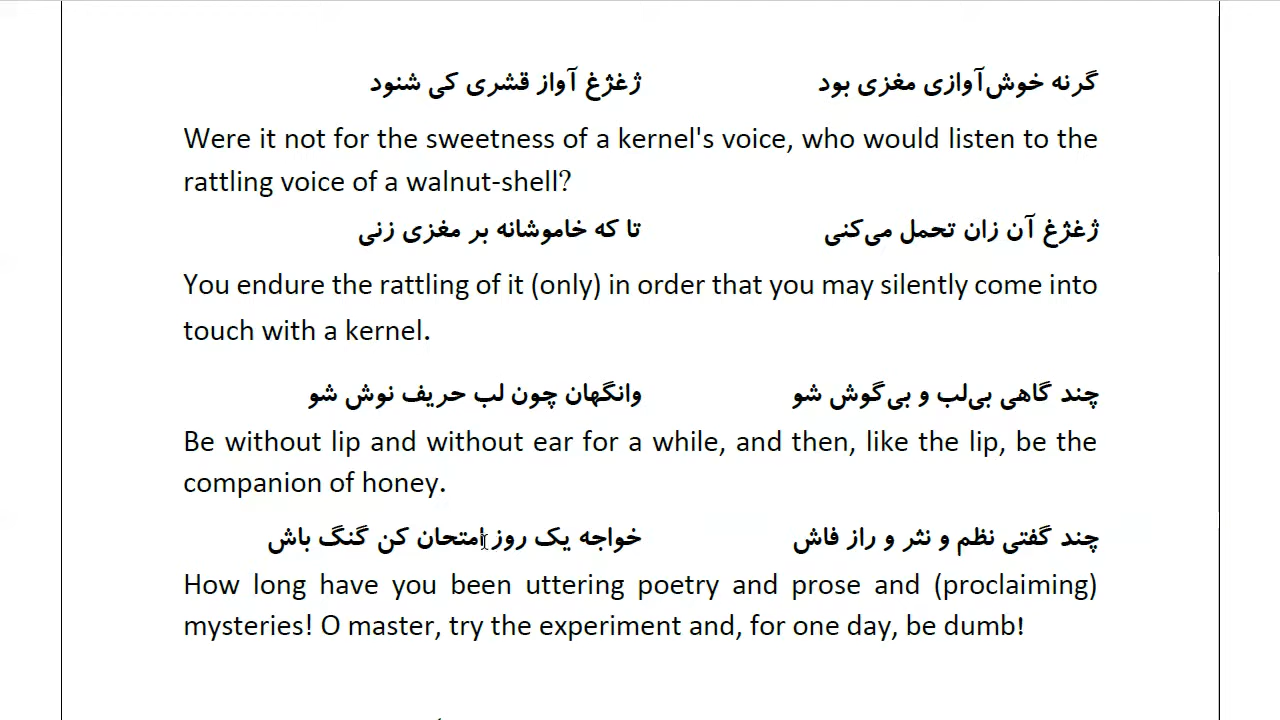 گرنه خوش‌آوازی مغزی بود ژغژغ آواز قشری کی شنود
Were it not for the sweetness of a kernel's voice, who would listen to the
rattling voice of a walnut-shell?
ژغژغ آن زان تحمل می‌کنی تا که خاموشانه بر مغزی زنی
You endure the rattling of it (only) in order that you may silently come into
touch with a kernel.
چند گاهی بی‌لب و بی‌گوش شو وانگهان چون لب حریف نوش شو
Be without lip and without ear for a while, and then, like the lip, be the
companion of honey.
چند گفتی نظم و نثر و راز فاش خواجه یک روز امتحان کن گنگ باش
How long have you been uttering poetry and prose and (proclaiming)
mysteries! O master, try the experiment and, for one day, be dumb!